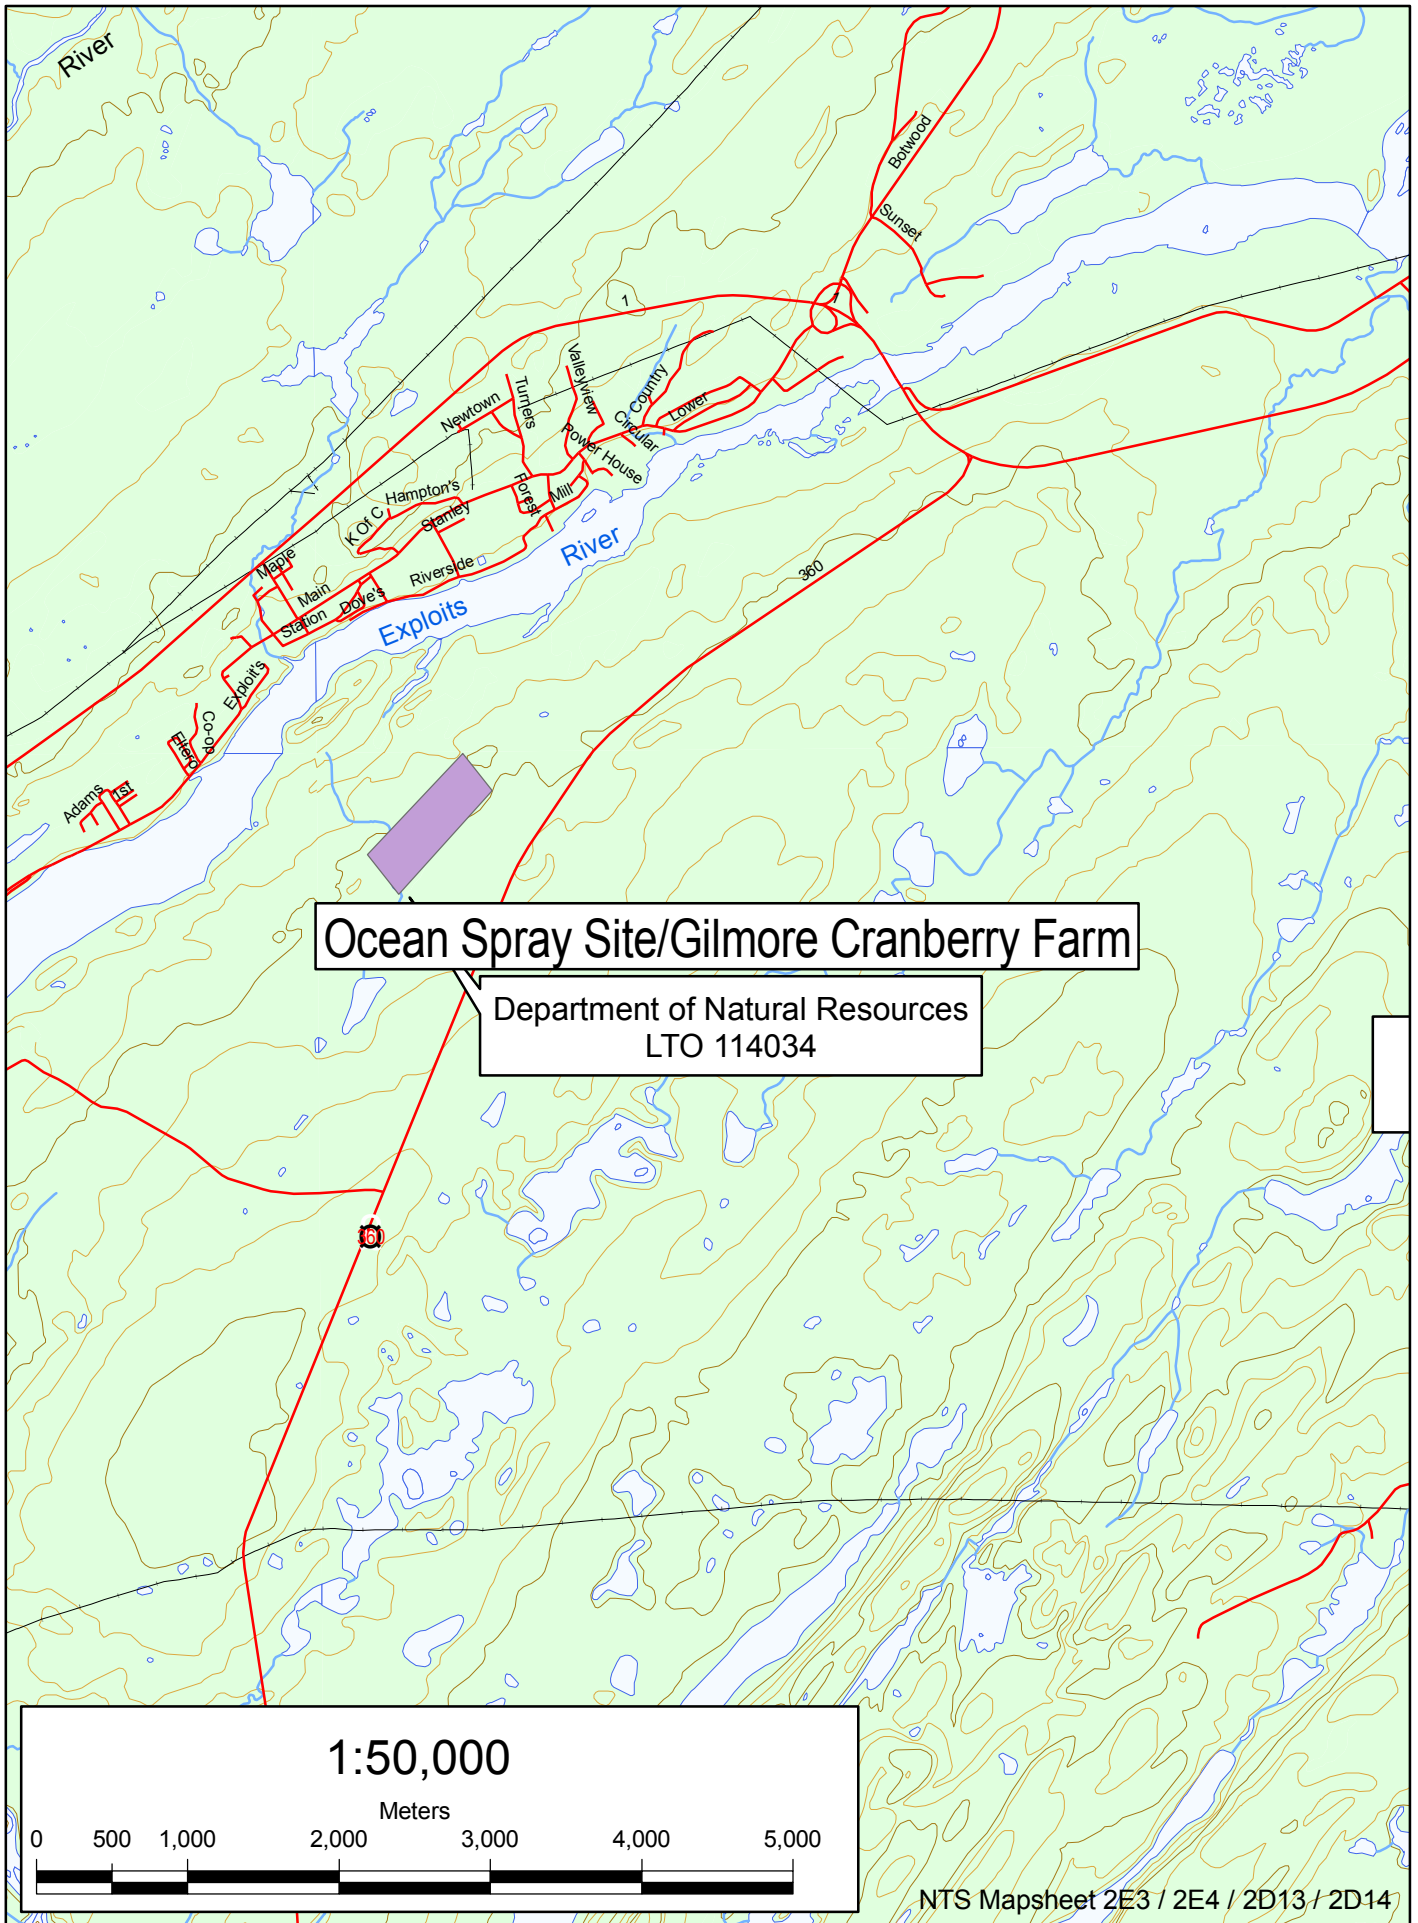 River
Botwood
Sunset
1
1
Valleyview
Country
Turners
Newtown
Lower
Circular
Power House
Hampton's
Forest
Mill
K Of C
Stanley
River
Maple
Riverside
360
Main
Dove's
Station
Exploits
Exploit's
Co-op
Eltero
Adams
1st
Ocean Spray Site/Gilmore Cranberry Farm
Department of Natural Resources
LTO 114034
360
1:50,000
Meters
0 500 1,000 2,000 3,000 4,000 5,000
NTS Mapsheet 2E3 / 2E4 / 2D13 / 2D14